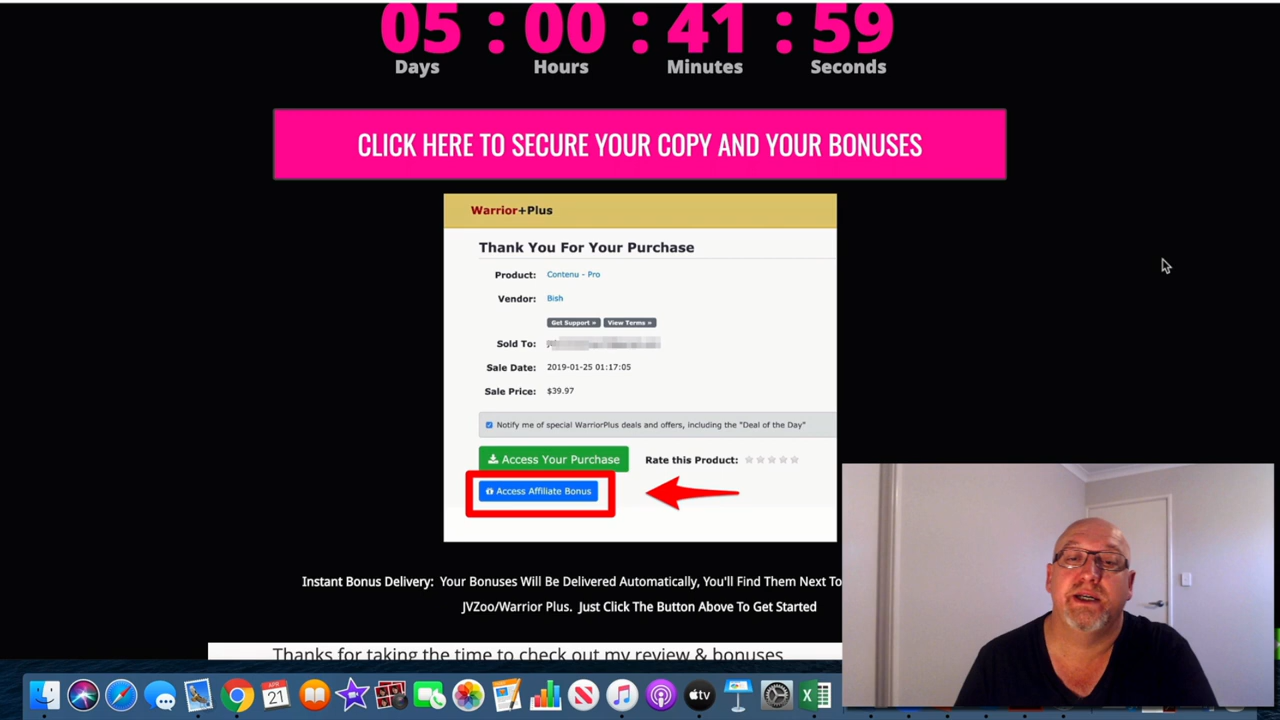 05 : 00 : 41 : 59
Days Hours Minutes Seconds
CLICK HERE TO SECURE YOUR COPY AND YOUR BONUSES
Warrior+Plus
Thank You For Your Purchase
Product: Contenu - Pro
Vendor: Bish
Get Support » View Terms »
Sold To:
Sale Date: 2019-01-25 01:17:05
Sale Price: $39.97
Notify me of special WarriorPlus deals and offers, including the "Deal of the Day"
Access Your Purchase Rate this Product:
Access Affiliate Bonus
Instant Bonus Delivery: Your Bonuses Will Be Delivered Automatically, You'll Find Them Next To
JVZoo/Warrior Plus. Just Click The Button Above To Get Started
Thanks for taking the time to check out my review & bonuses
APR
21
tv